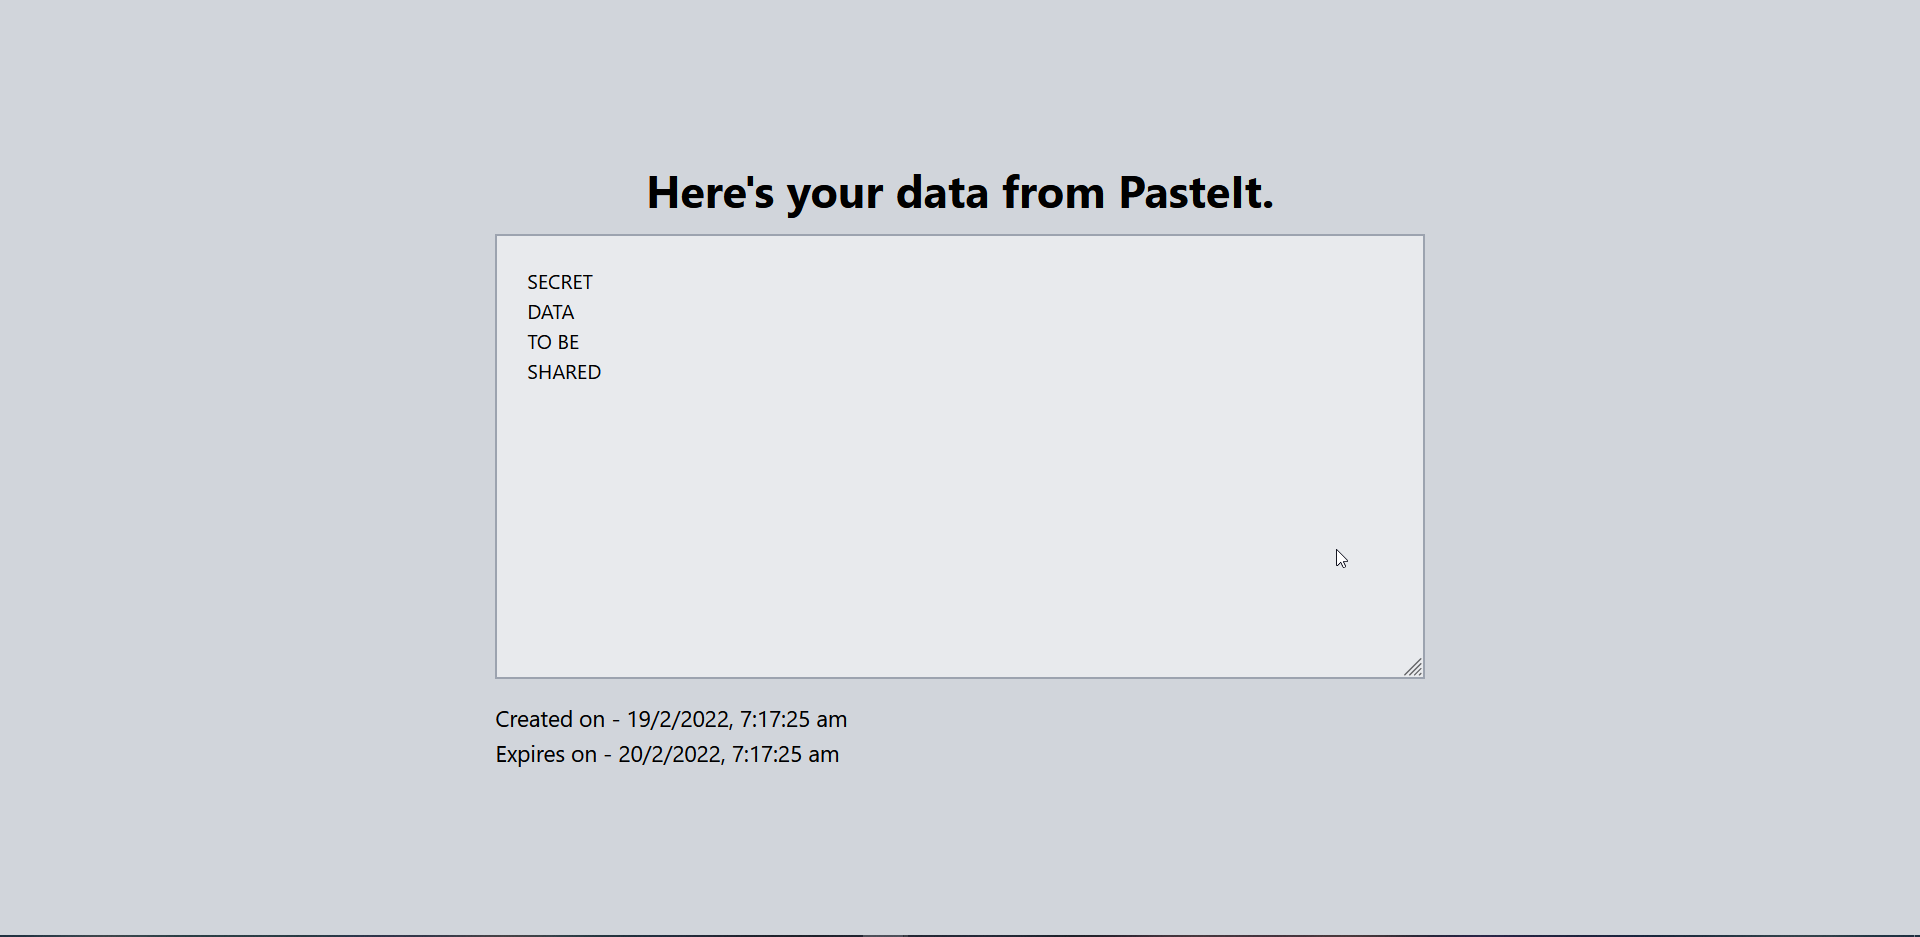 Here's your data from PasteIt.
SECRET
DATA
TO BE
SHARED
Created on - 19/2/2022, 7:17:25 am
Expires on - 20/2/2022, 7:17:25 am